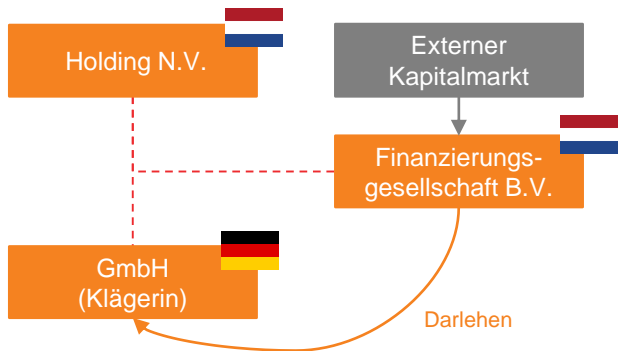 Holding N.V.
Externer
Kapitalmarkt
Finanzierungs-
gesellschaft B.V.
GmbH
(Klägerin)
Darlehen